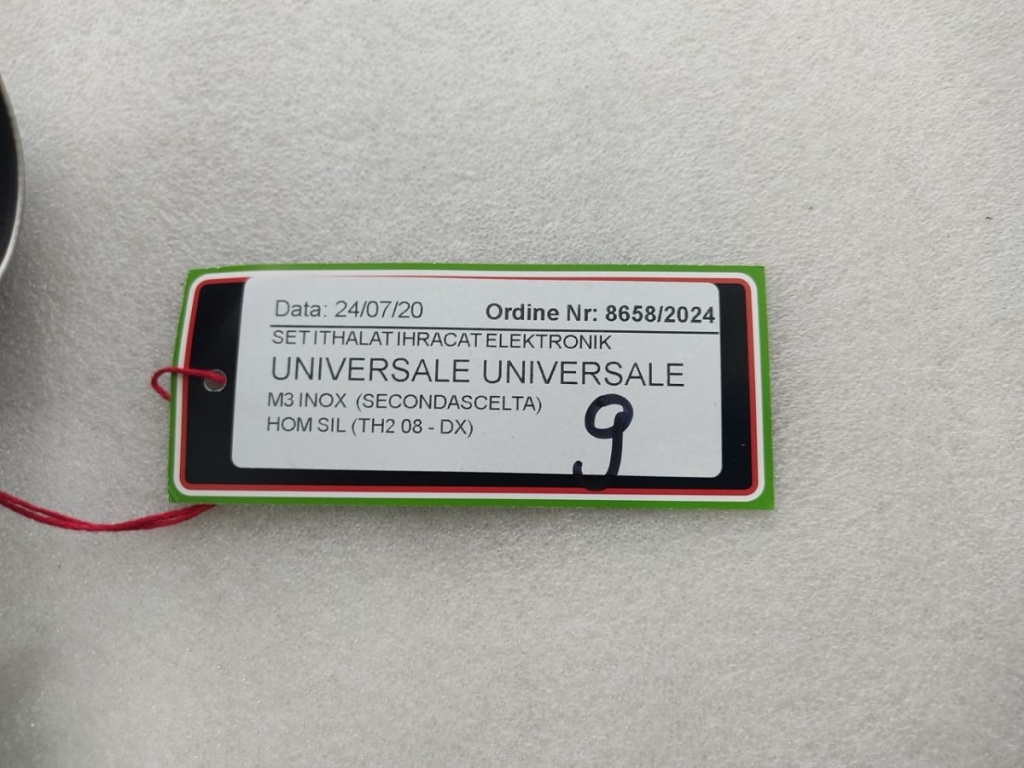 Data: 24/07/20 Ordine Nr: 8658/2024
SET ITHALAT IHRACAT ELEKTRONIK
UNIVERSALE UNIVERSALE
M3 INOX (SECONDASCELTA)
HOM SIL (TH2 08 - DX)
9